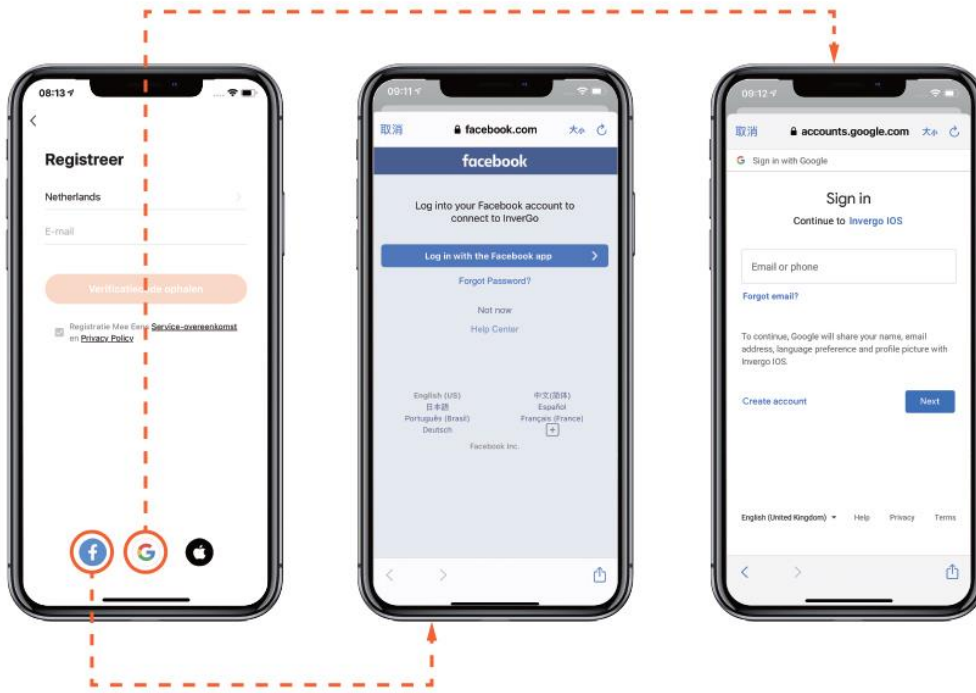 08:13
Registreer
Netherlands
E-mail
Verificatiecode ophalen
Registratie Mee Eens Service-overeenkomst
en Privacy Policy
09:11
取消
facebook.com
大小
facebook
Log into your Facebook account to
connect to InverGo
Log in with the Facebook app
Forgot Password?
Not now
Help Center
English (US)
中文(简体)
日本語
Español
Português (Brasil)
Français (France)
Deutsch
+
Facebook Inc.
09:12
取消
accounts.google.com
大小
G Sign in with Google
Sign in
Continue to Invergo IOS
Email or phone
Forgot email?
To continue, Google will share your name, email
address, language preference and profile picture with
Invergo IOS.
Create account
Next
English (United Kingdom)
Help
Privacy
Terms